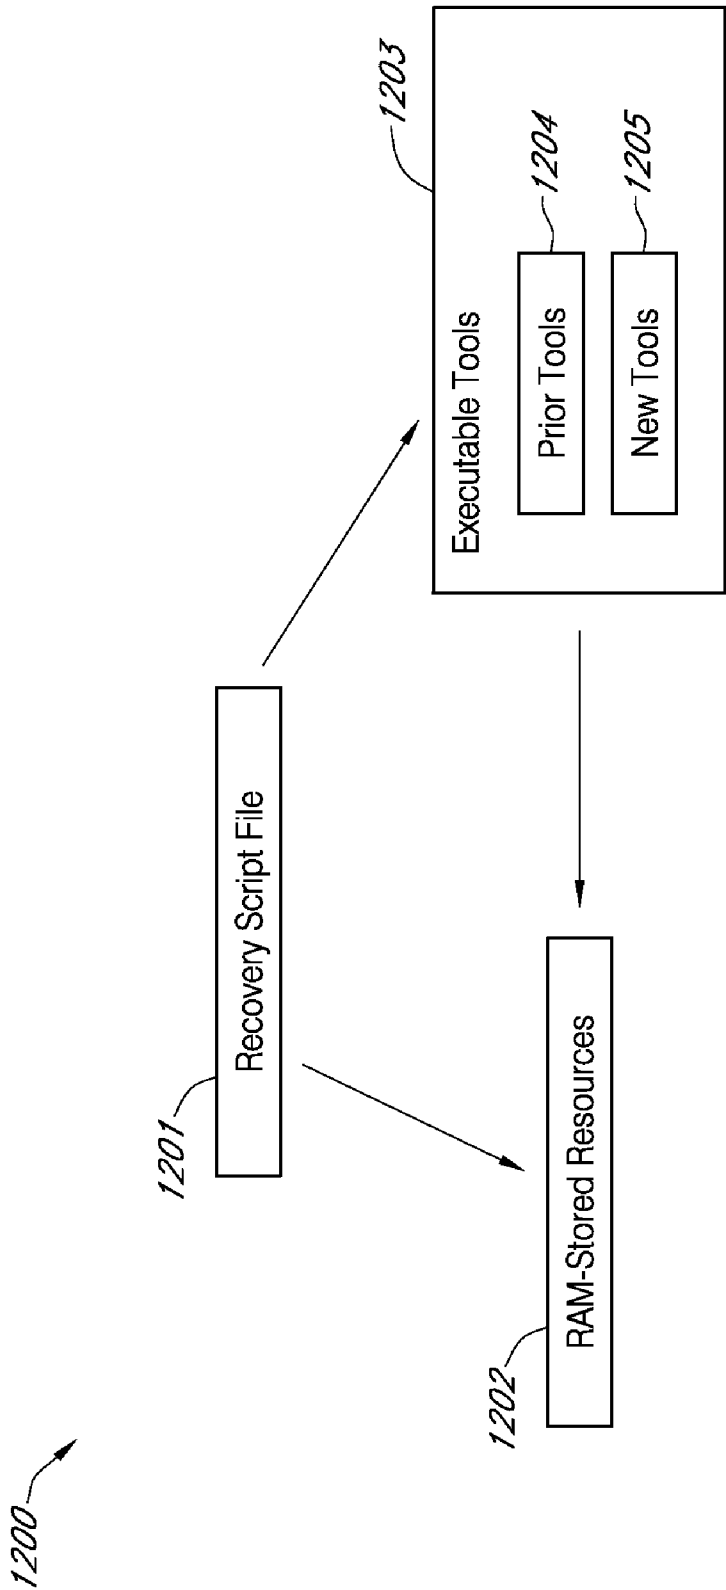 1200
1201
Recovery Script File
1202
RAM-Stored Resources
1203
Executable Tools
Prior Tools
1204
New Tools
1205